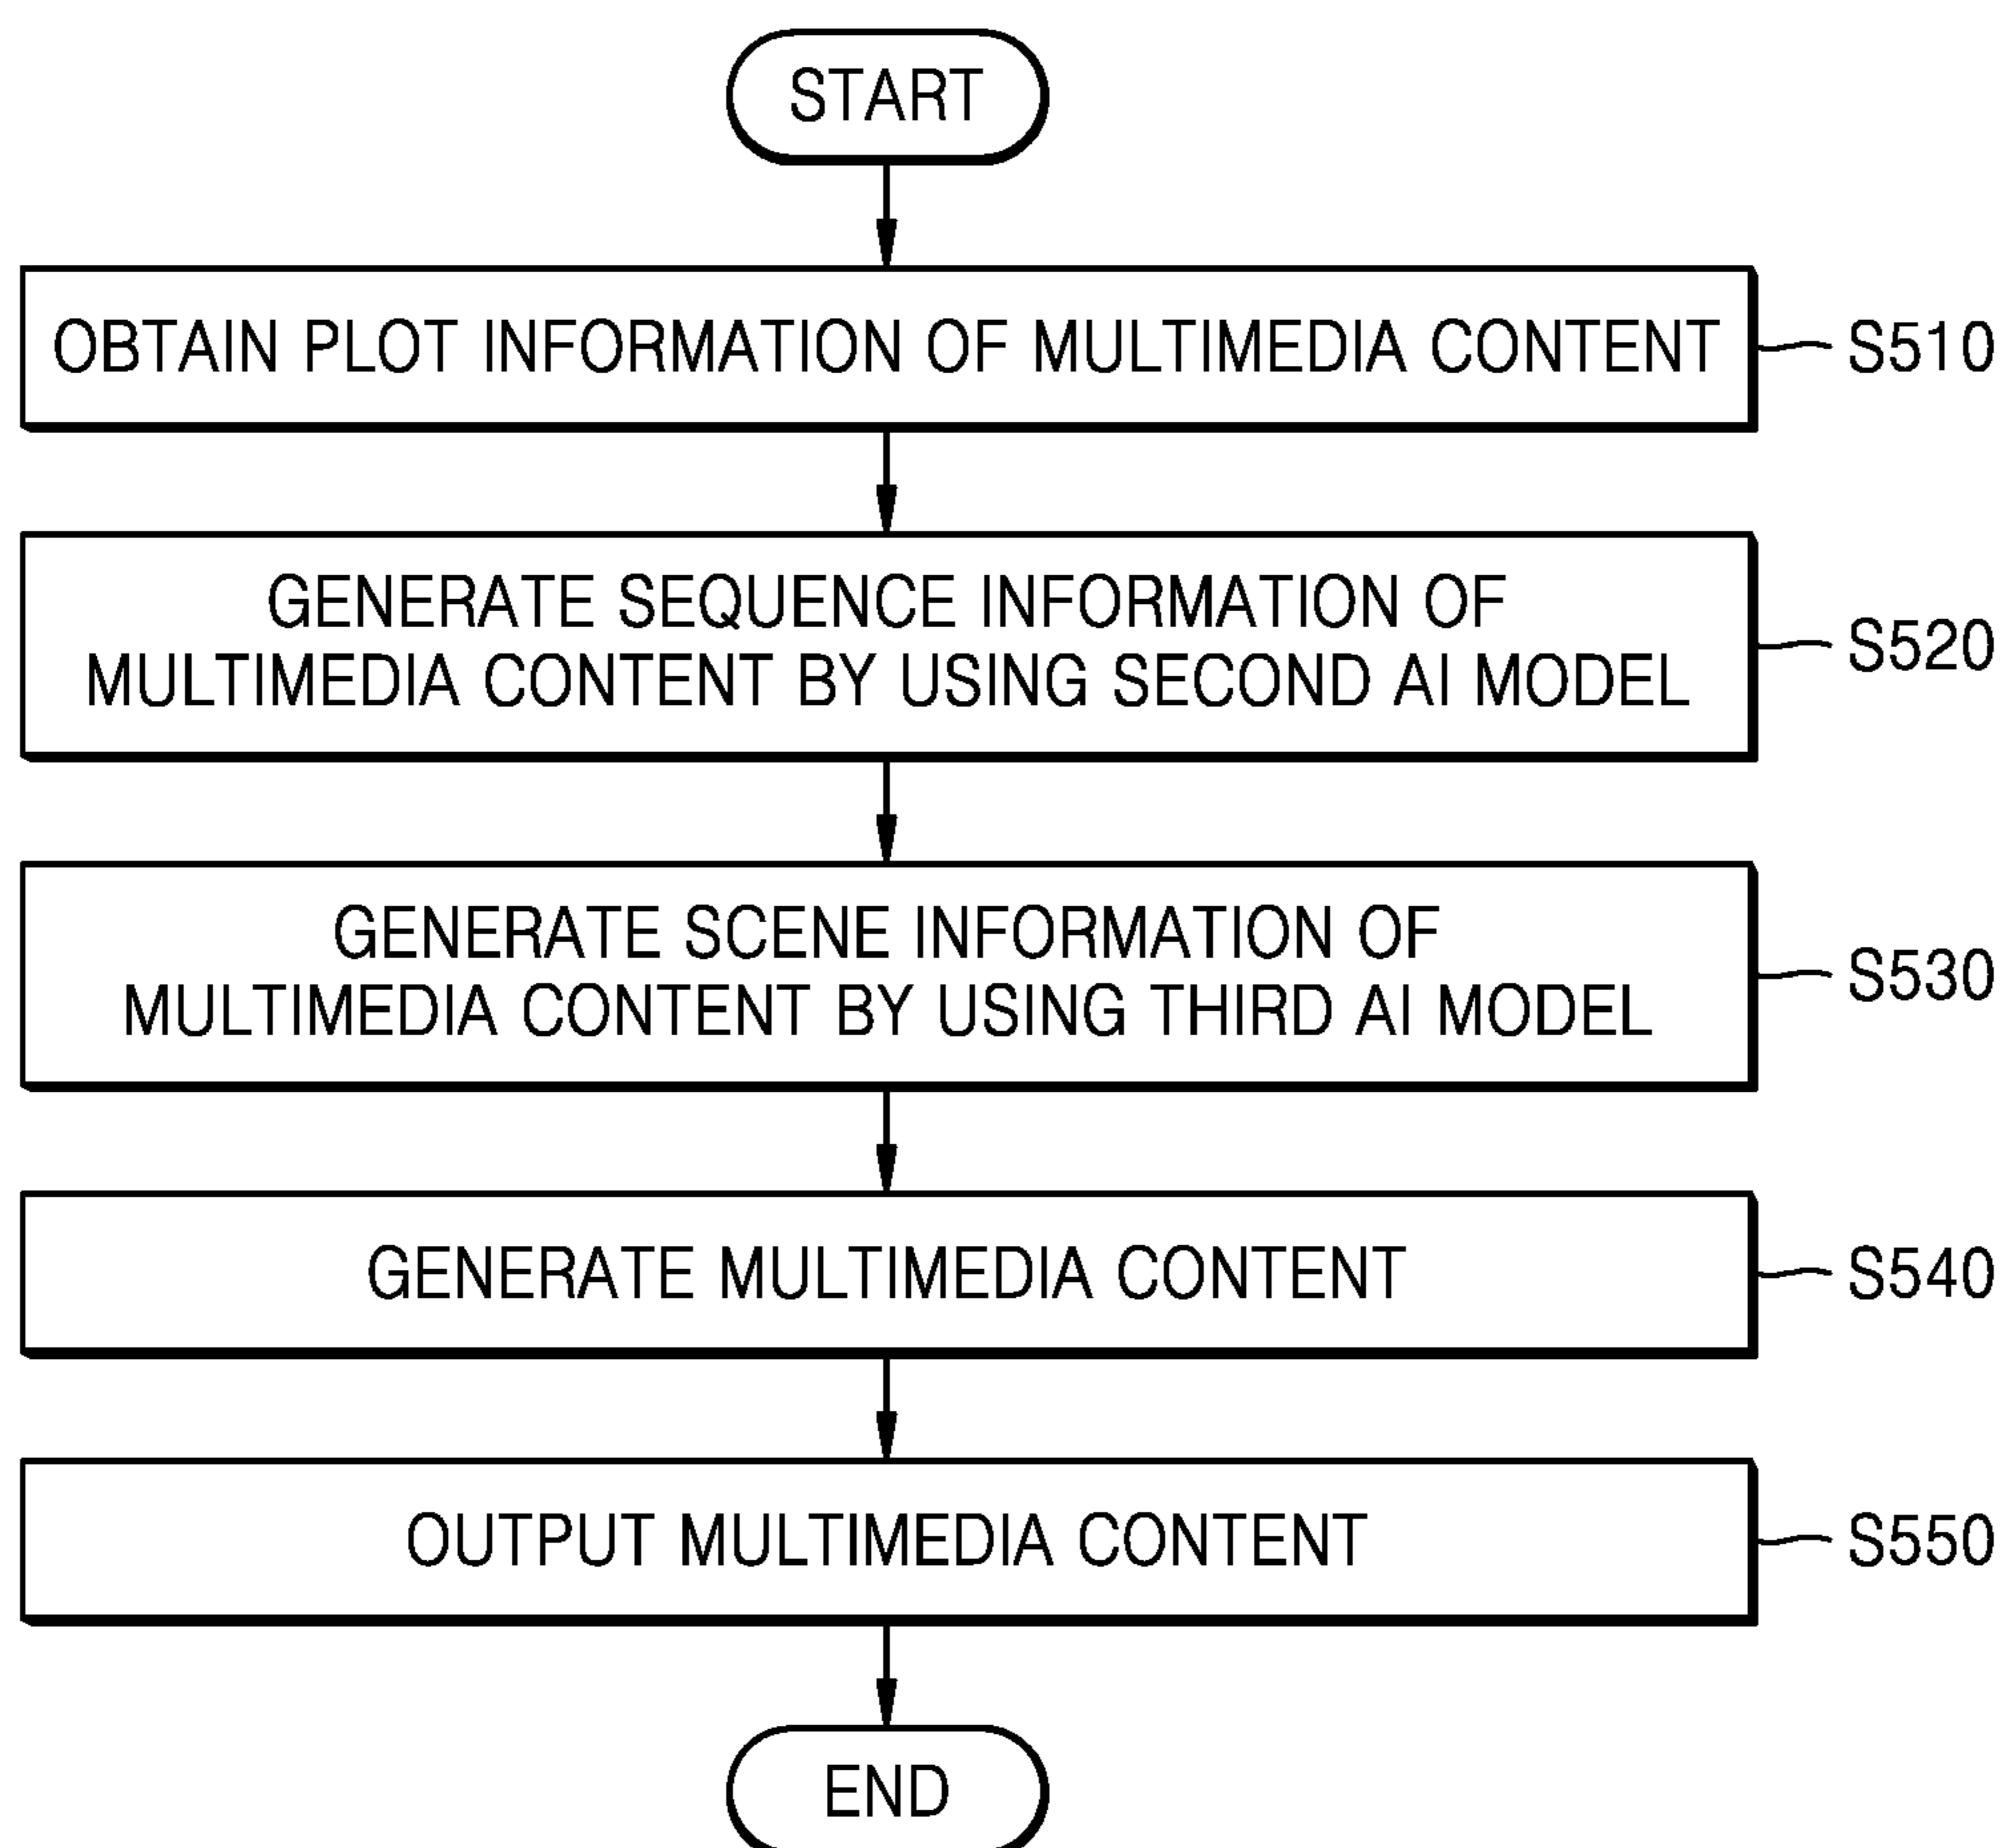 START
OBTAIN PLOT INFORMATION OF MULTIMEDIA CONTENT
S510
GENERATE SEQUENCE INFORMATION OF
MULTIMEDIA CONTENT BY USING SECOND AI MODEL
S520
GENERATE SCENE INFORMATION OF
MULTIMEDIA CONTENT BY USING THIRD AI MODEL
S530
GENERATE MULTIMEDIA CONTENT
S540
OUTPUT MULTIMEDIA CONTENT
S550
END